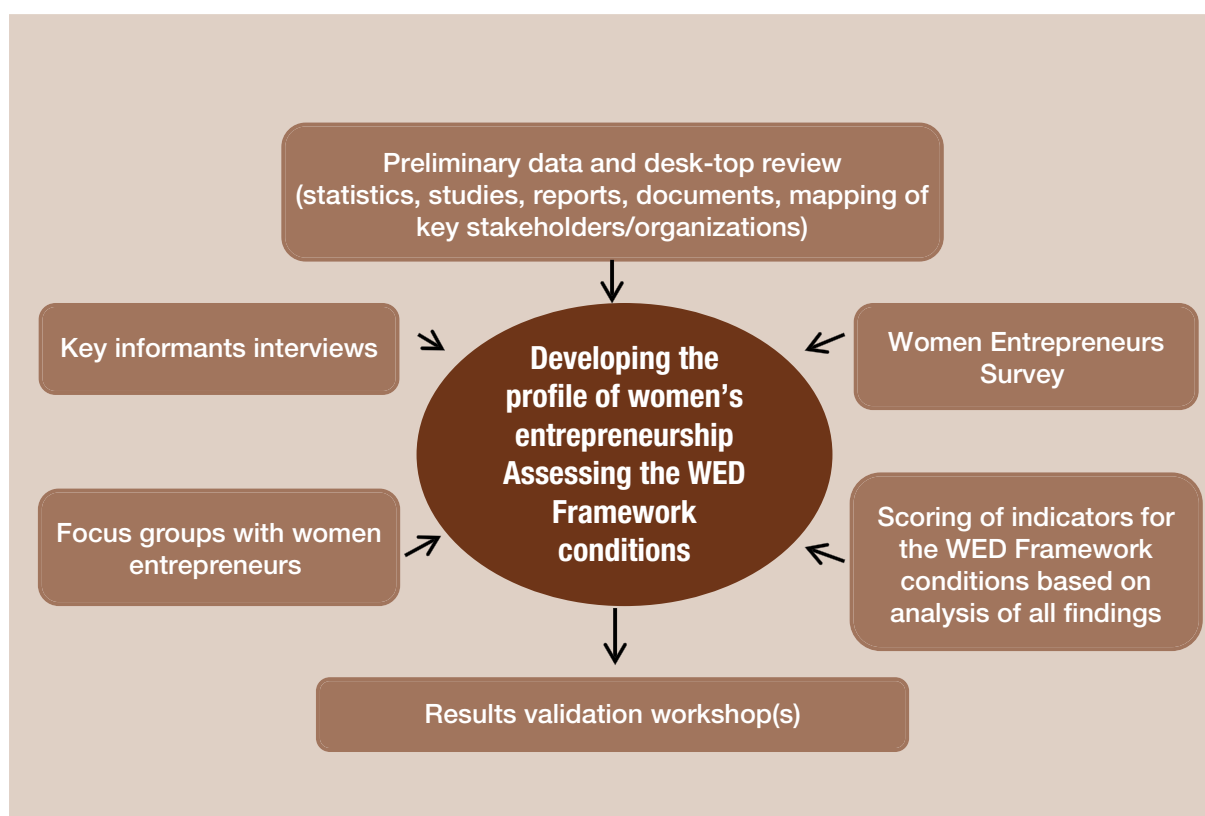 Preliminary data and desk-top review
(statistics, studies, reports, documents, mapping of
key stakeholders/organizations)
Key informants interviews
Women Entrepreneurs
Survey
Developing the
profile of women's
entrepreneurship
Assessing the WED
Framework
conditions
Focus groups with women
entrepreneurs
Scoring of indicators for
the WED Framework
conditions based on
analysis of all findings
Results validation workshop(s)